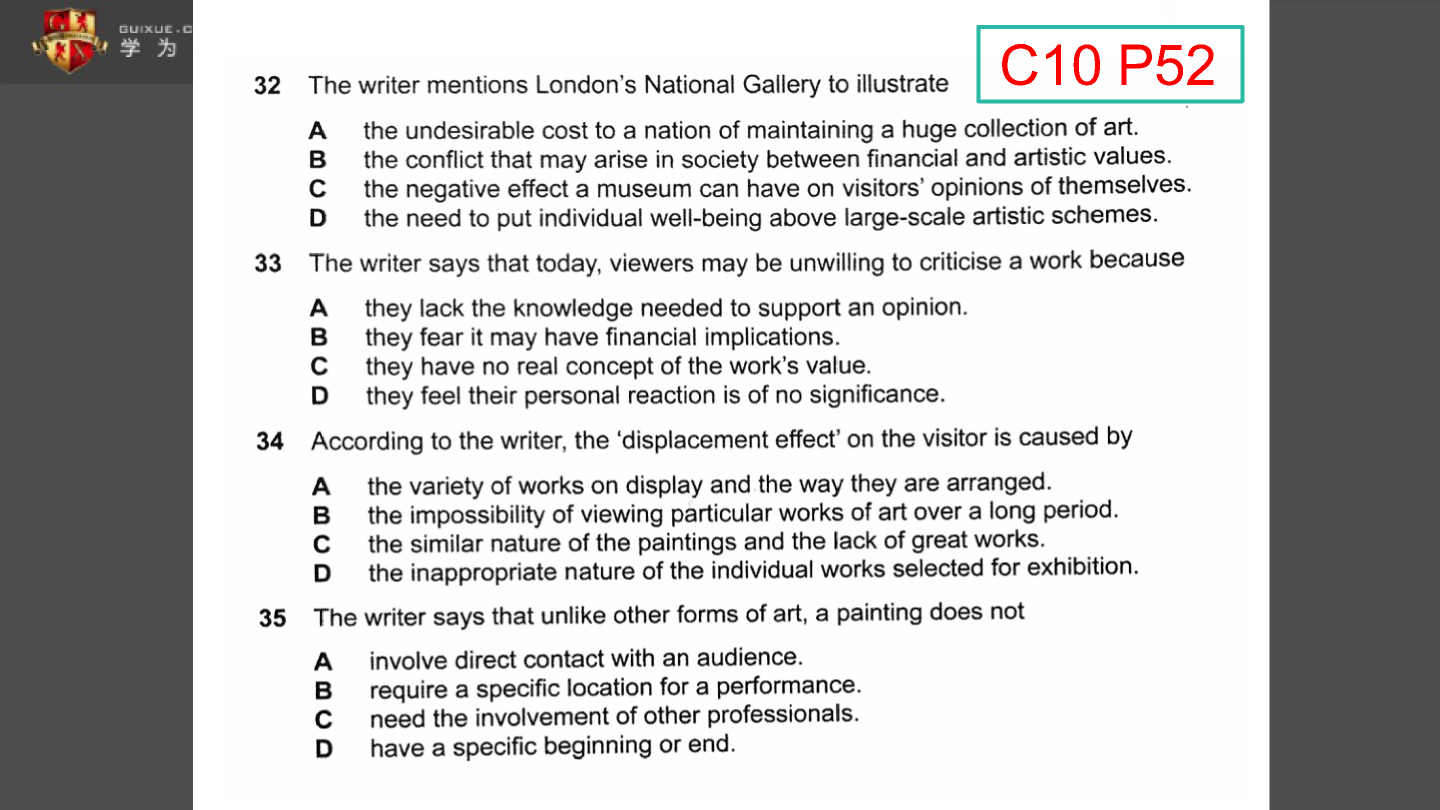 GUIXUE.C
学 为
C10 P52
32 The writer mentions London's National Gallery to illustrate
A the undesirable cost to a nation of maintaining a huge collection of art.
B the conflict that may arise in society between financial and artistic values.
C the negative effect a museum can have on visitors' opinions of themselves.
D the need to put individual well-being above large-scale artistic schemes.
33 The writer says that today, viewers may be unwilling to criticise a work because
A they lack the knowledge needed to support an opinion.
B they fear it may have financial implications.
C they have no real concept of the work's value.
D they feel their personal reaction is of no significance.
34 According to the writer, the ‘displacement effect’ on the visitor is caused by
A the variety of works on display and the way they are arranged.
B the impossibility of viewing particular works of art over a long period.
C the similar nature of the paintings and the lack of great works.
D the inappropriate nature of the individual works selected for exhibition.
35 The writer says that unlike other forms of art, a painting does not
A involve direct contact with an audience.
B require a specific location for a performance.
C need the involvement of other professionals.
D have a specific beginning or end.